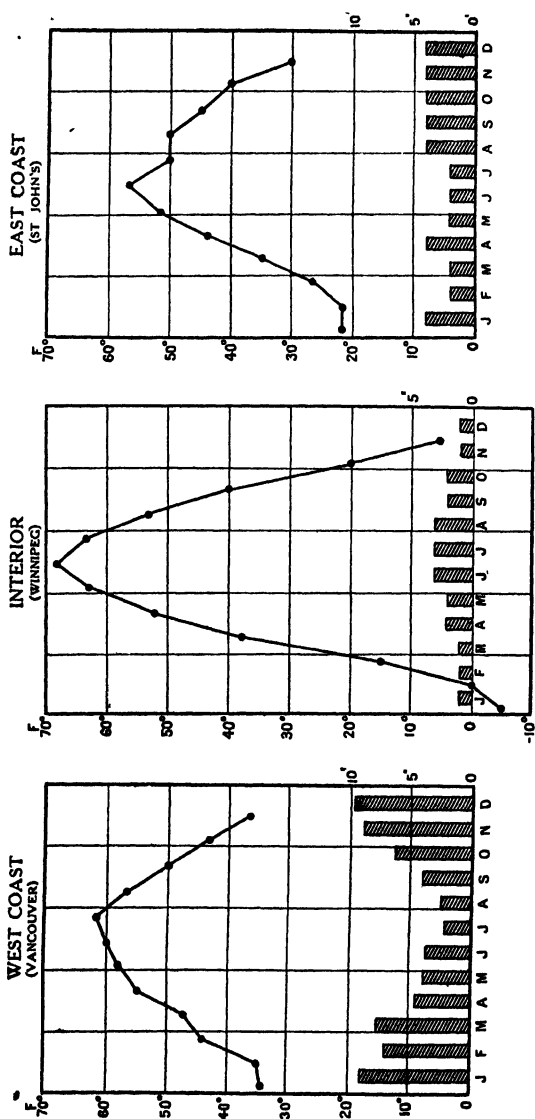 WEST COAST
(VANCOUVER)
F
70°
60°
50°
40°
30°
20°
10°
0
10'
5'
0
J F M A M J J A S O N D
INTERIOR
(WINNIPEG)
F
70°
60°
50°
40°
30°
20°
10°
0
-10°
5'
0
J F M A M J J A S O N D
EAST COAST
(ST JOHN'S)
F
70°
60°
50°
40°
30°
20°
10°
0
10'
5'
0'
J F M A M J J A S O N D